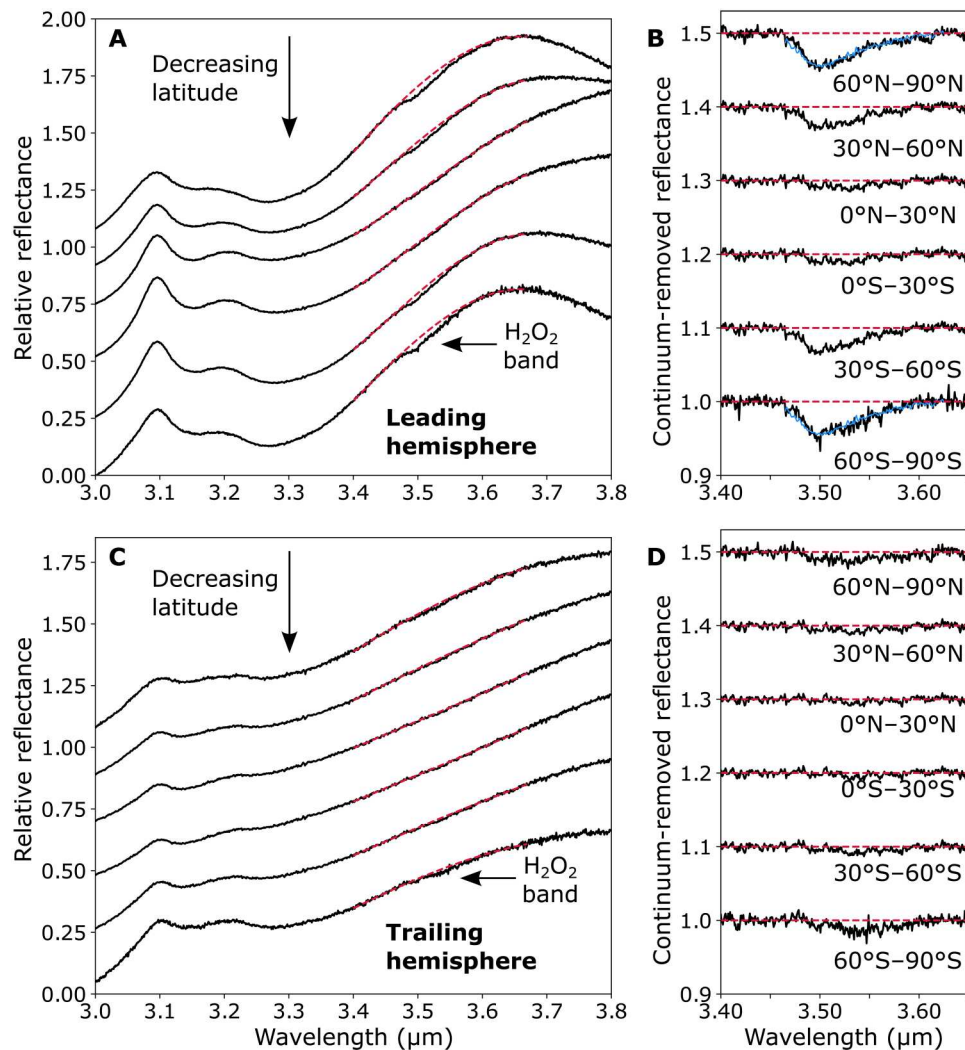 A
Decreasing
latitude
Relative reflectance
2.00
1.75
1.50
1.25
1.00
0.75
0.50
0.25
0.00
H₂O₂
band
Leading
hemisphere
3.0 3.1 3.2 3.3 3.4 3.5 3.6 3.7 3.8
B
Continuum-removed reflectance
1.5
1.4
1.3
1.2
1.1
1.0
0.9
60°N–90°N
30°N–60°N
0°N–30°N
0°S–30°S
30°S–60°S
60°S–90°S
3.40 3.50 3.60
C
Decreasing
latitude
Relative reflectance
1.75
1.50
1.25
1.00
0.75
0.50
0.25
0.00
H₂O₂
band
Trailing
hemisphere
3.0 3.1 3.2 3.3 3.4 3.5 3.6 3.7 3.8
Wavelength (μm)
D
Continuum-removed reflectance
1.5
1.4
1.3
1.2
1.1
1.0
0.9
60°N–90°N
30°N–60°N
0°N–30°N
0°S–30°S
30°S–60°S
60°S–90°S
3.40 3.50 3.60
Wavelength (μm)